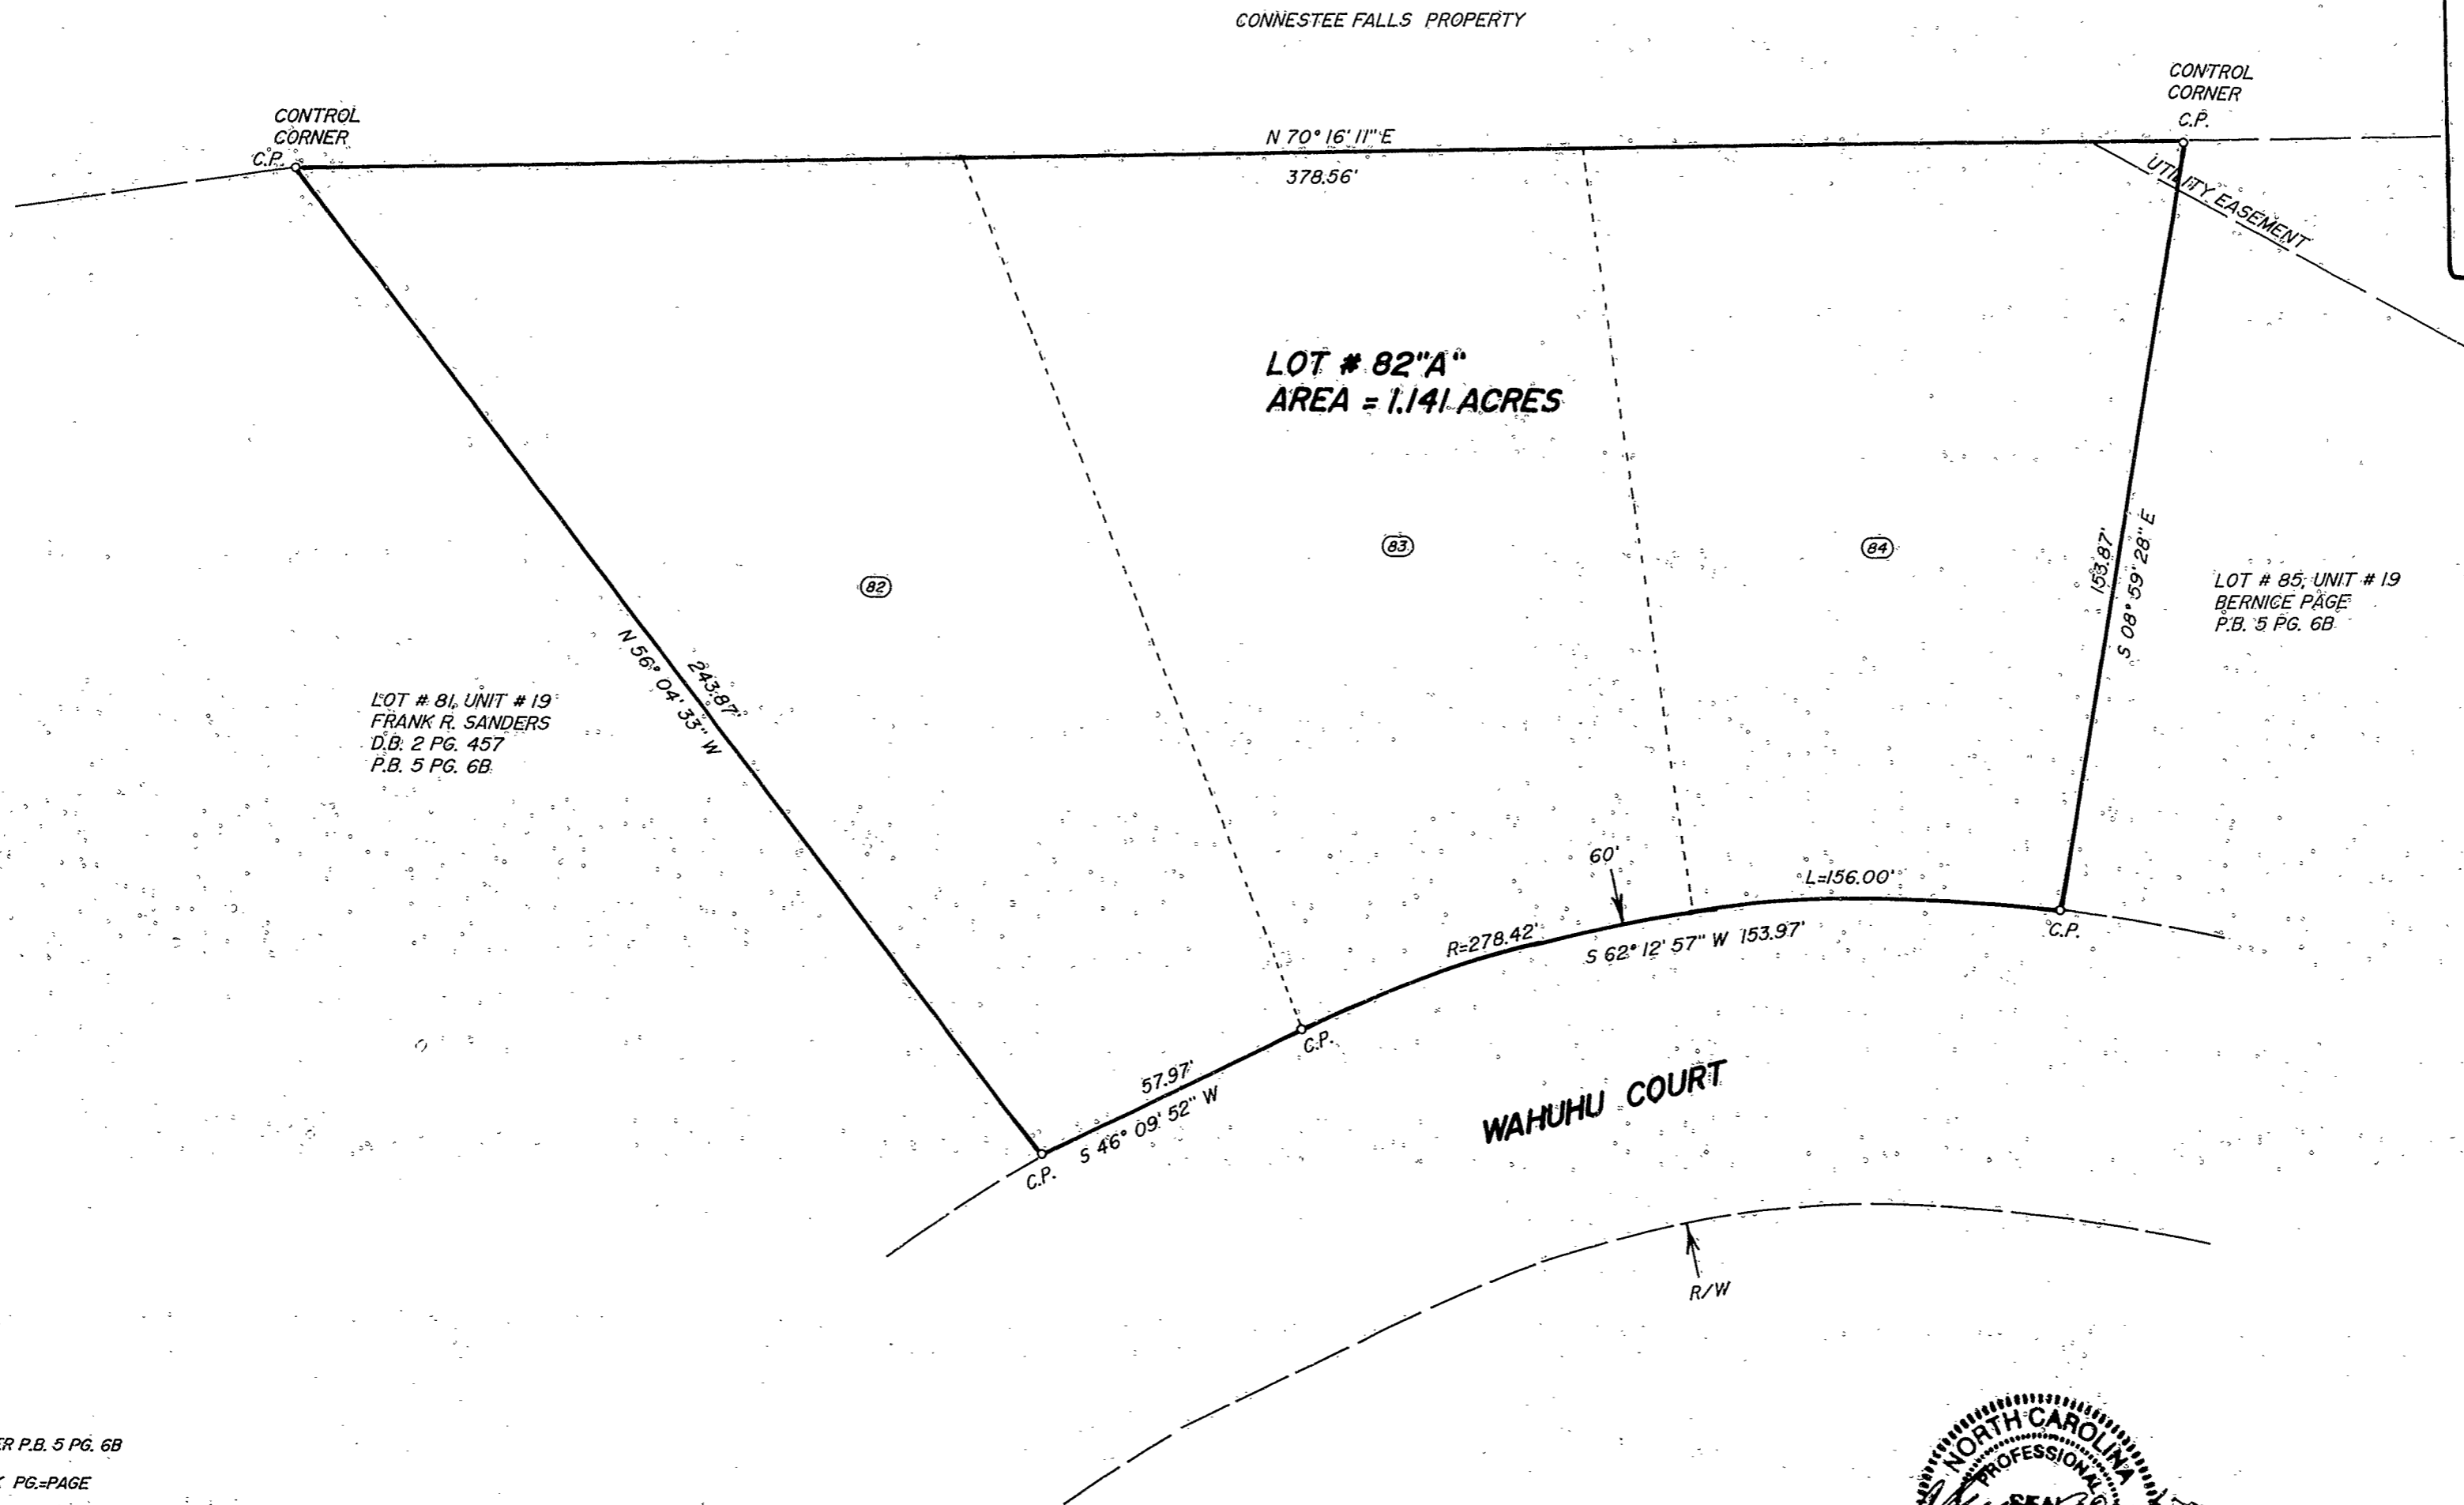 CONNESTEE FALLS PROPERTY
CONTROL
CORNER
C.P.
N 70° 16' 11" E
378.56'
CONTROL
CORNER
C.P.
UTILITY EASEMENT
LOT # 82"A"
AREA = 1.141 ACRES
82
83
84
153.87'
S 08° 59' 28" E
LOT # 85, UNIT # 19
BERNICE PAGE
P.B. 5 PG. 6B
243.87'
N 56° 04' 33" W
LOT # 81, UNIT # 19
FRANK R. SANDERS
D.B. 2 PG. 457
P.B. 5 PG. 6B
60'
L=156.00'
R=278.42'
S 62° 12' 57" W 153.97'
C.P.
C.P.
57.97'
S 46° 09' 52" W
C.P.
WAHUHU COURT
R/W
P.B. 5 PG. 6B
PG.=PAGE
NORTH CAROLINA
PROFESSIONAL